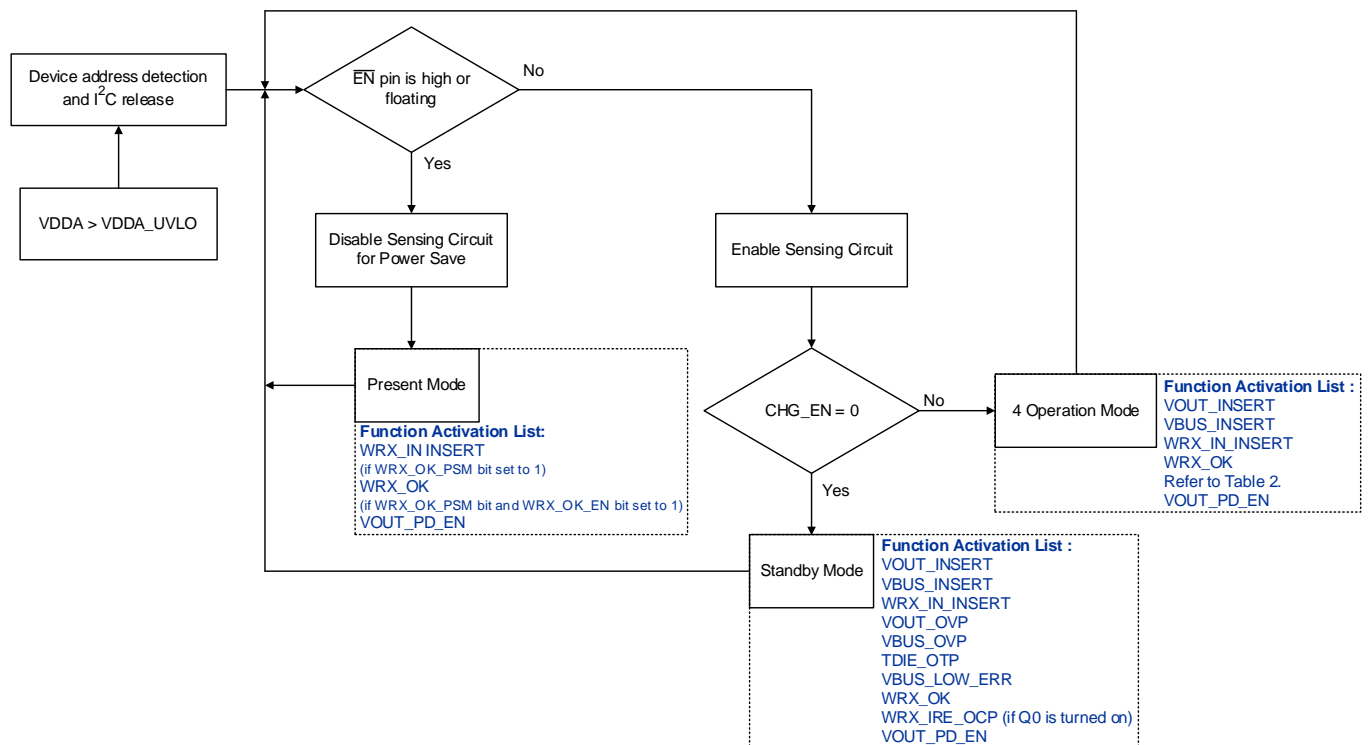 Device address detection
and I²C release
VDDA > VDDA_UVLO
E̅N̅ pin is high or
floating
No
Yes
Disable Sensing Circuit
for Power Save
Enable Sensing Circuit
Present Mode
Function Activation List:
WRX_IN INSERT
(if WRX_OK_PSM bit set to 1)
WRX_OK
(if WRX_OK_PSM bit and WRX_OK_EN bit set to 1)
VOUT_PD_EN
CHG_EN = 0
No
Yes
4 Operation Mode
Function Activation List :
VOUT_INSERT
VBUS_INSERT
WRX_IN_INSERT
WRX_OK
Refer to Table 2.
VOUT_PD_EN
Standby Mode
Function Activation List :
VOUT_INSERT
VBUS_INSERT
WRX_IN_INSERT
VOUT_OVP
VBUS_OVP
TDIE_OTP
VBUS_LOW_ERR
WRX_OK
WRX_IRE_OCP (if Q0 is turned on)
VOUT_PD_EN